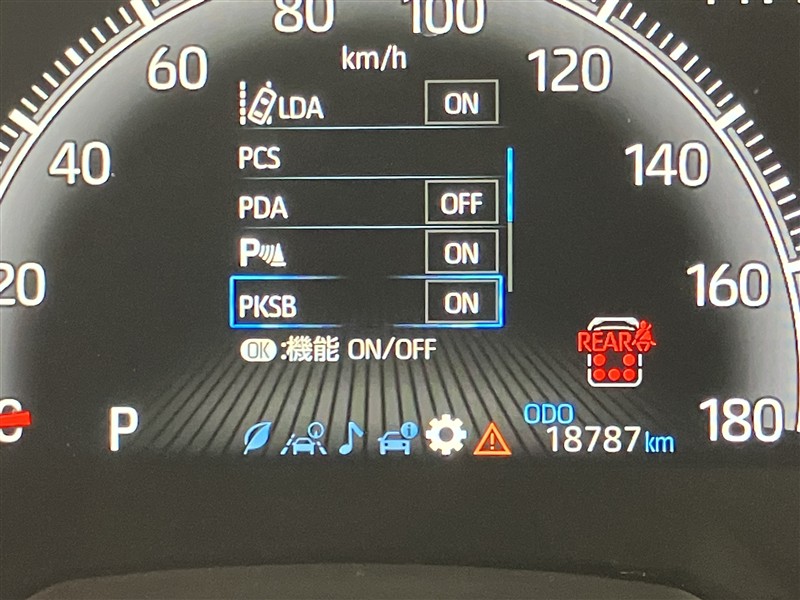 80 100
60 km/h 120
LDA ON
40 PCS 140
PDA OFF
P ON
20 PKSB ON 160
OK:機能 ON/OFF REAR
P ODO 180
18787 km